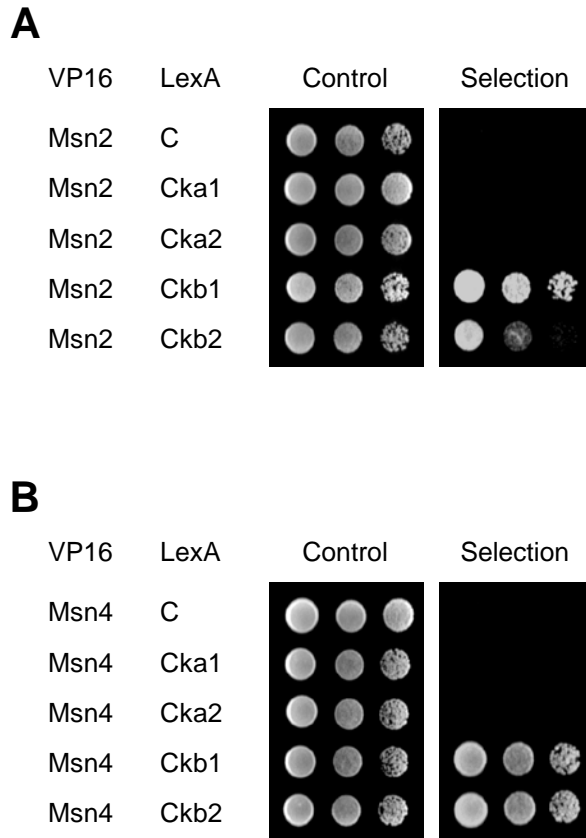 A
VP16 LexA Control Selection
Msn2 C
Msn2 Cka1
Msn2 Cka2
Msn2 Ckb1
Msn2 Ckb2
B
VP16 LexA Control Selection
Msn4 C
Msn4 Cka1
Msn4 Cka2
Msn4 Ckb1
Msn4 Ckb2